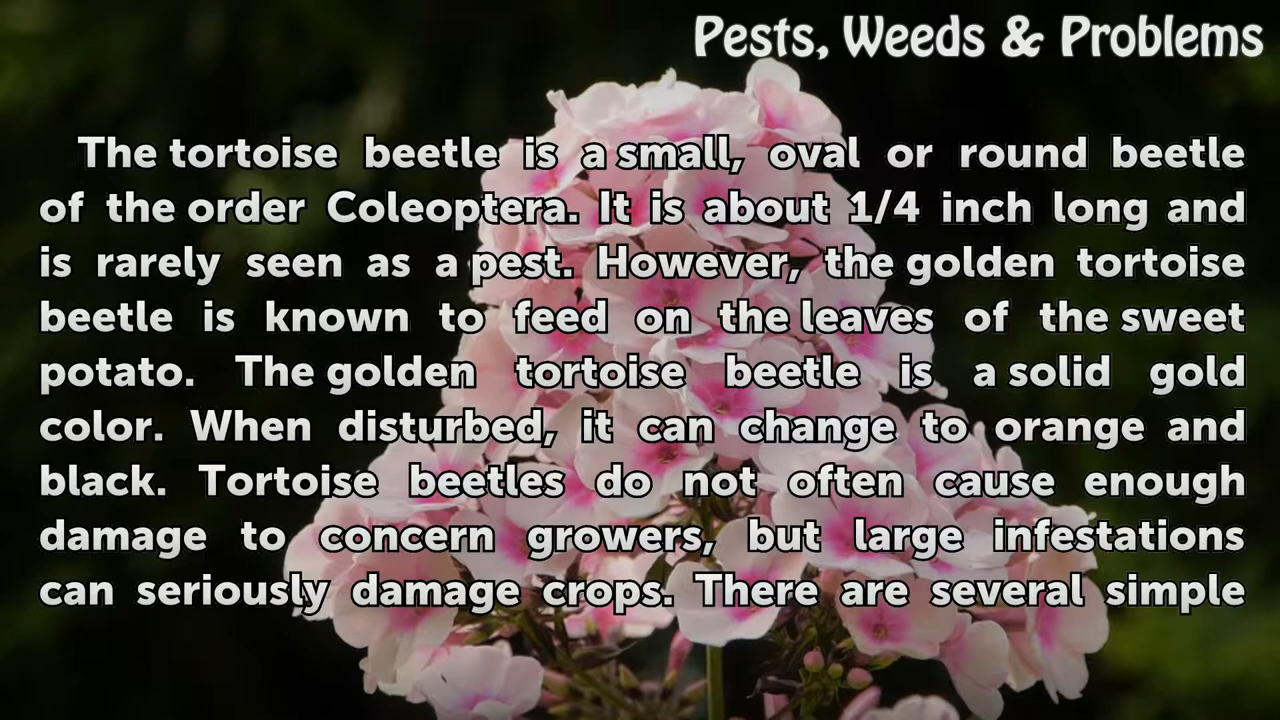 Pests, Weeds & Problems
The tortoise beetle is a small, oval or round beetle
of the order Coleoptera. It is about 1/4 inch long and
is rarely seen as a pest. However, the golden tortoise
beetle is known to feed on the leaves of the sweet
potato. The golden tortoise beetle is a solid gold
color. When disturbed, it can change to orange and
black. Tortoise beetles do not often cause enough
damage to concern growers, but large infestations
can seriously damage crops. There are several simple